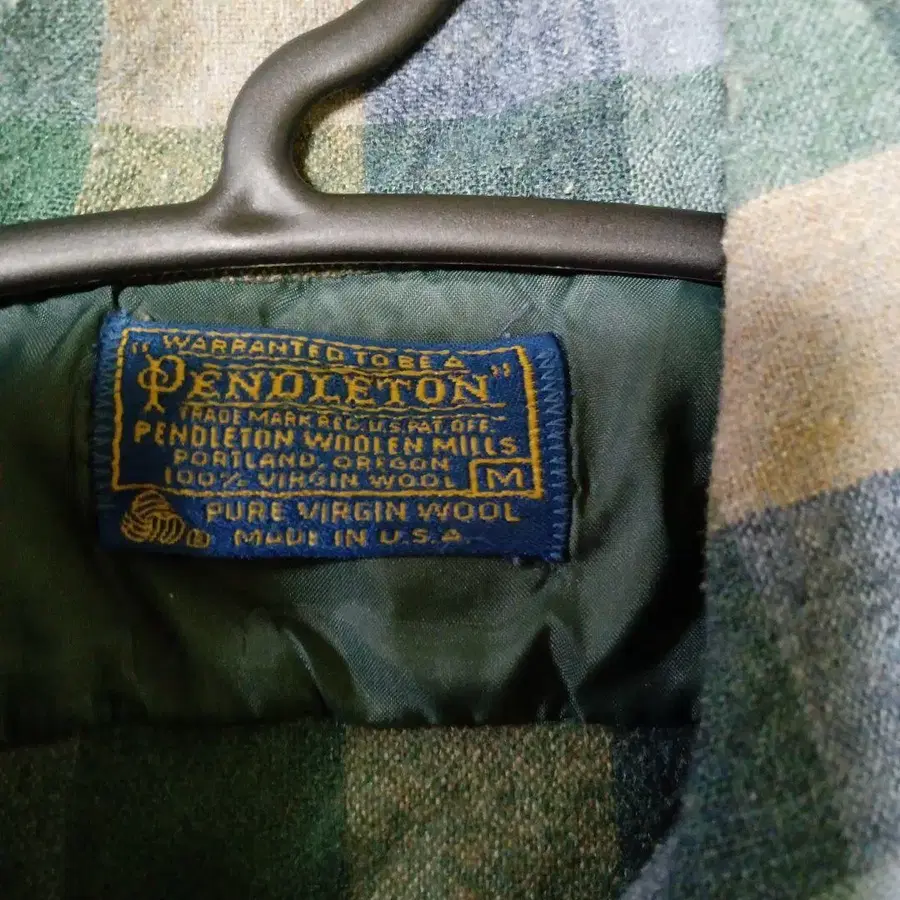 "WARRANTED TO BE A
PENDLETON"
TRADE MARK REG. U.S. PAT. OFF.
PENDLETON WOOLEN MILLS
PORTLAND, OREGON
100% VIRGIN WOOL M
PURE VIRGIN WOOL
R MADE IN U.S.A.